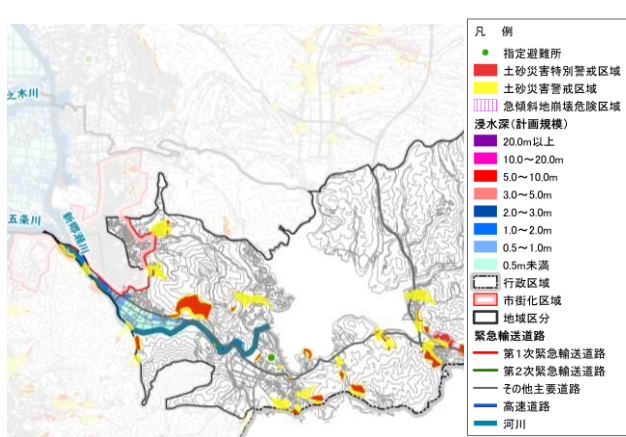 之木川
五条川
新郷瀬川
凡 例
指定避難所
土砂災害特別警戒区域
土砂災害警戒区域
急傾斜地崩壊危険区域
浸水深(計画規模)
20.0m以上
10.0～20.0m
5.0～10.0m
3.0～5.0m
2.0～3.0m
1.0～2.0m
0.5～1.0m
0.5m未満
行政区域
市街化区域
地域区分
緊急輸送道路
第1次緊急輸送道路
第2次緊急輸送道路
その他主要道路
高速道路
河川